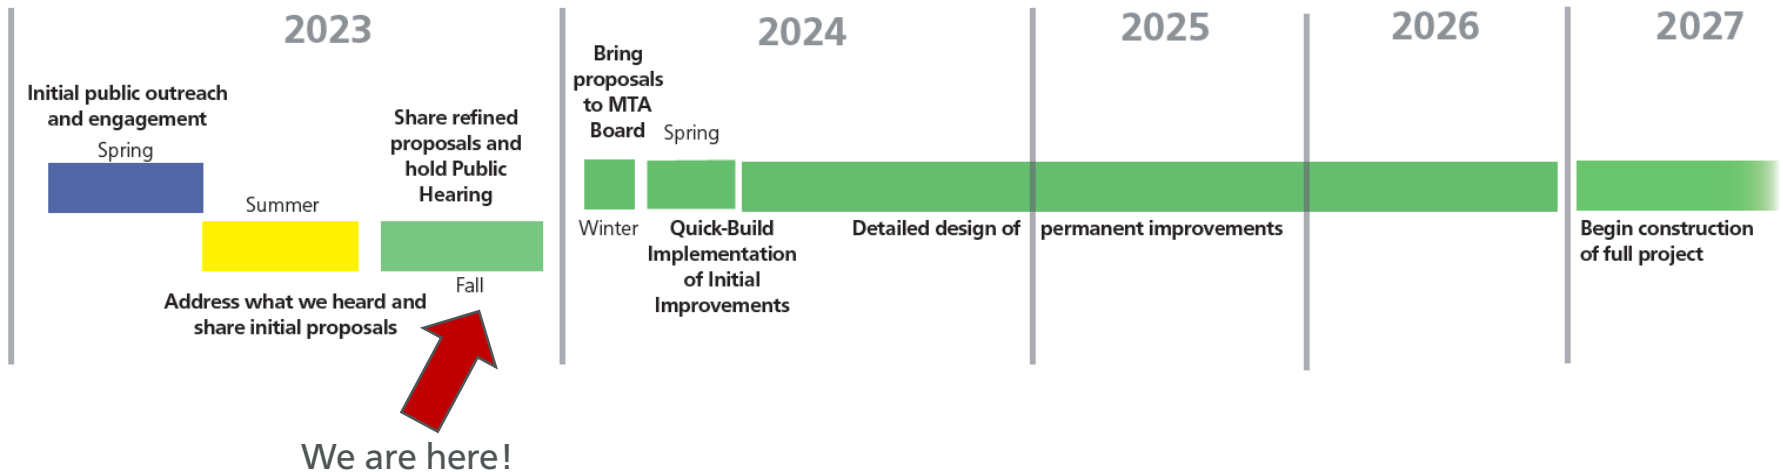 2023
2024
2025
2026
2027
Initial public outreach
and engagement
Spring
Summer
Address what we heard and
share initial proposals
Share refined
proposals and
hold Public
Hearing
Fall
We are here!
Bring
proposals
to MTA
Board
Winter
Spring
Quick-Build
Implementation
of Initial
Improvements
Detailed design of permanent improvements
Begin construction
of full project